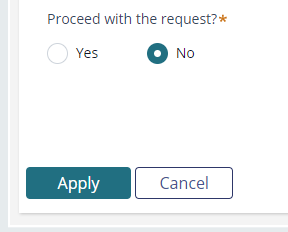 Proceed with the request?*
Yes No
Apply Cancel